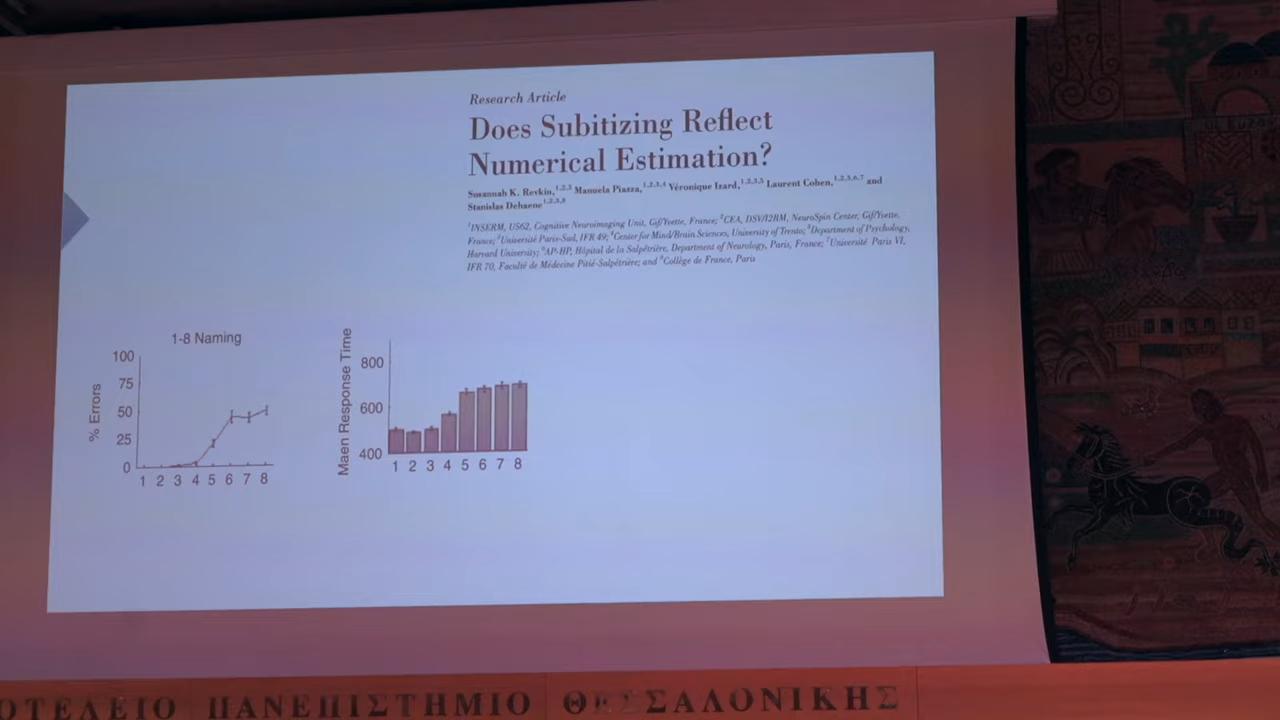 Research Article
Does Subitizing Reflect
Numerical Estimation?
Susannah K. Revkin,1,2,3 Manuela Piazza,1,2,3,4 Véronique Izard,1,2,3,5 Laurent Cohen,1,2,3,6,7 and
Stanislas Dehaene1,2,3,8
1INSERM, U562, Cognitive Neuroimaging Unit, Gif/Yvette, France; 2CEA, DSV/I2BM, NeuroSpin Center, Gif/Yvette,
France; 3Université Paris-Sud, IFR 49; 4Center for Mind/Brain Sciences, University of Trento; 5Department of Psychology,
Harvard University; 6AP-HP, Hôpital de la Salpêtrière, Department of Neurology, Paris, France; 7Université Paris VI,
IFR 70, Faculté de Médecine Pitié-Salpêtrière; and 8Collège de France, Paris
1-8 Naming
% Errors
100
75
50
25
0
1 2 3 4 5 6 7 8
Maen Response Time
800
600
400
1 2 3 4 5 6 7 8
ΟΤΕΛΕΙΟ ΠΑΝΕΠΙΣΤΗΜΙΟ ΘΕΣΣΑΛΟΝΙΚΗΣ